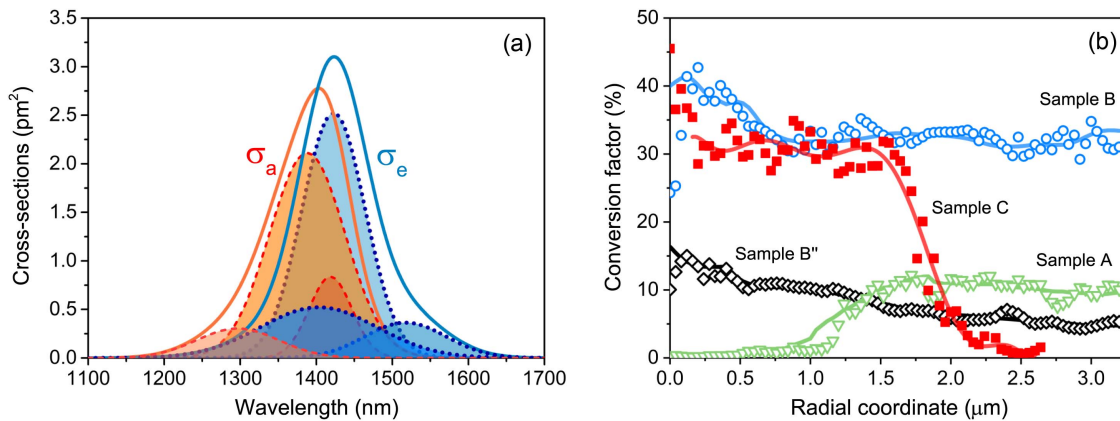 (a)
3.5
3.0
2.5
2.0
1.5
1.0
0.5
0.0
Cross-sections (pm²)
σₐ
σₑ
1100 1200 1300 1400 1500 1600 1700
Wavelength (nm)
(b)
50
40
30
20
10
0
Conversion factor (%)
Sample B
Sample C
Sample B"
Sample A
0.0 0.5 1.0 1.5 2.0 2.5 3.0
Radial coordinate (μm)